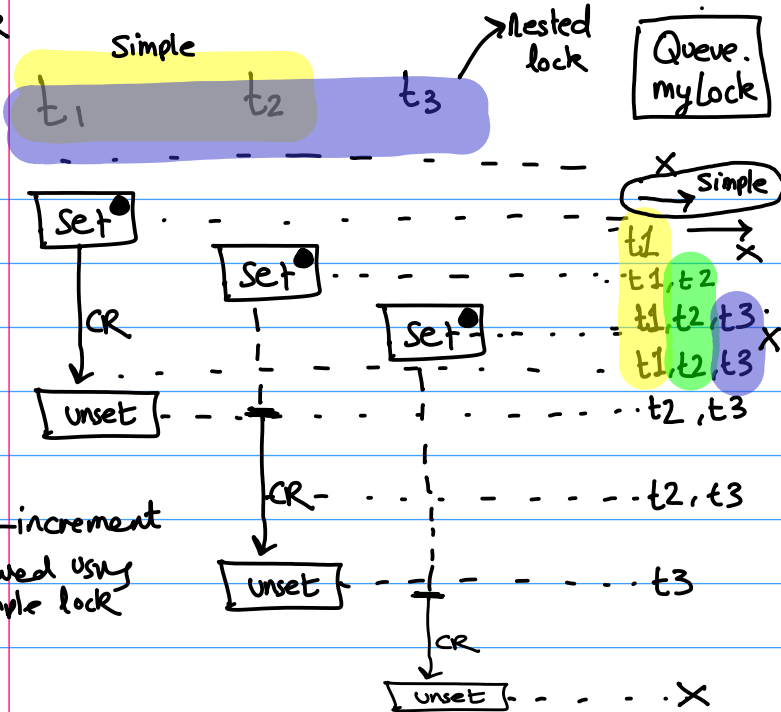 Simple
Nested
lock
Queue.
myLock
t1 t2 t3
X
Simple
Set
t1
X
Set
t1, t2
CR
Set
t1, t2, t3
X
t1, t2, t3
unset
t2, t3
CR
t2, t3
increment
unset
t3
lock
CR
unset
X